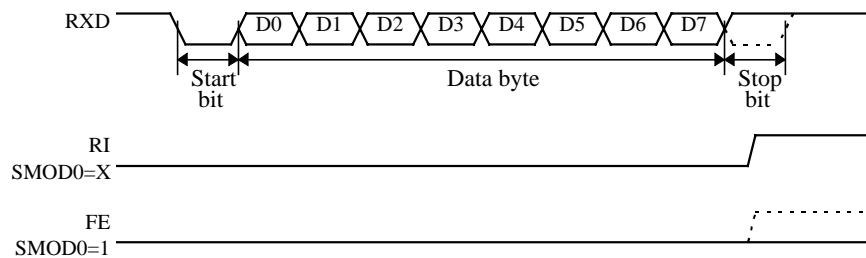 RXD D0 D1 D2 D3 D4 D5 D6 D7
Start Data byte Stop
bit bit
RI
SMOD0=X
FE
SMOD0=1